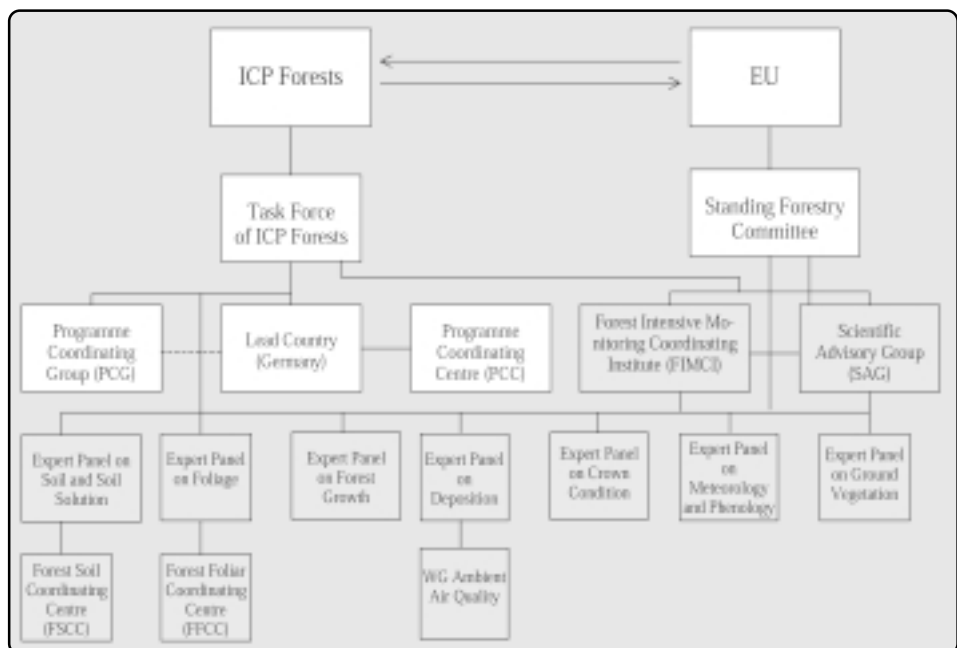 ICP Forests
EU
Task Force
of ICP Forests
Standing Forestry
Committee
Programme
Coordinating
Group (PCG)
Lead Country
(Germany)
Programme
Coordinating
Centre (PCC)
Forest Intensive Mo-
nitoring Coordinating
Institute (FIMCI)
Scientific
Advisory Group
(SAG)
Expert Panel on
Soil and Soil
Solution
Expert Panel
on Foliage
Expert Panel
on Forest
Growth
Expert Panel
on
Deposition
Expert Panel
on Crown
Condition
Expert Panel
on
Meteorology
and Phenology
Expert Panel
on Ground
Vegetation
Forest Soil
Coordinating
Centre
(FSCC)
Forest Foliar
Coordinating
Centre
(FFCC)
WG Ambient
Air Quality